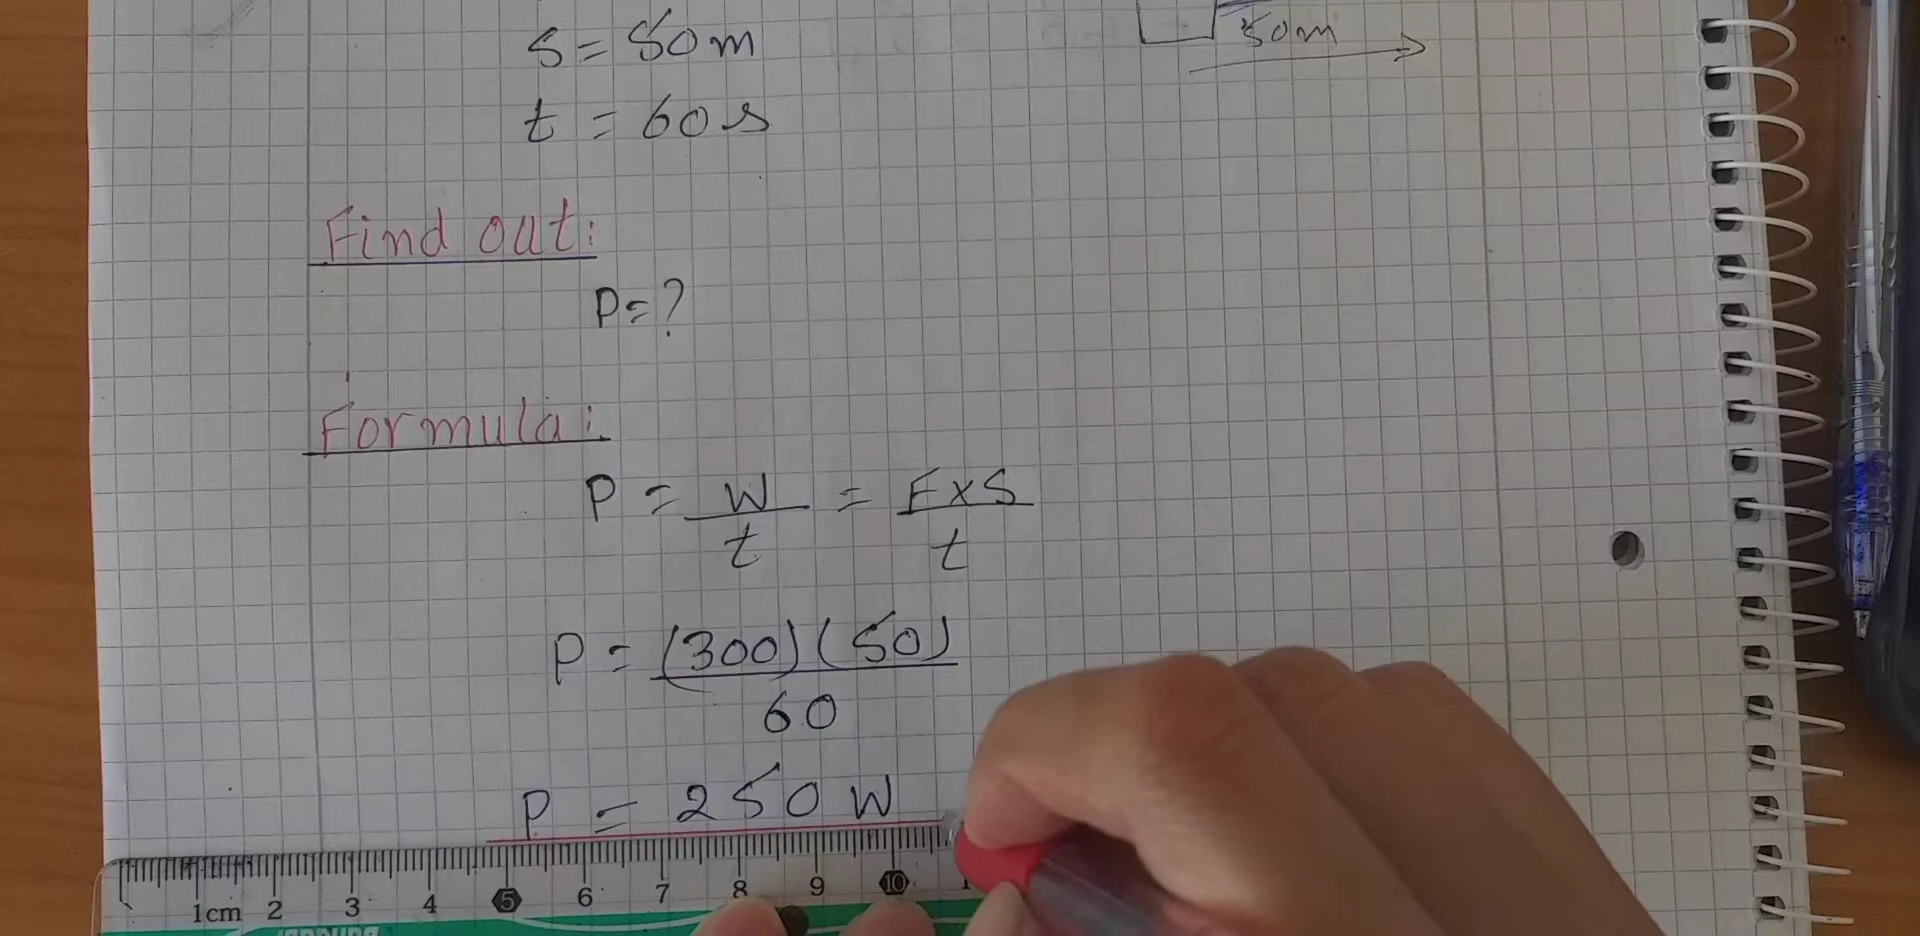 S = 50m
50m
t = 60s
Find out:
P=?
Formula:
P = W/t = F×S/t
P = (300)(50)/60
P = 250 W
1cm 2 3 4 5 6 7 8 9 10